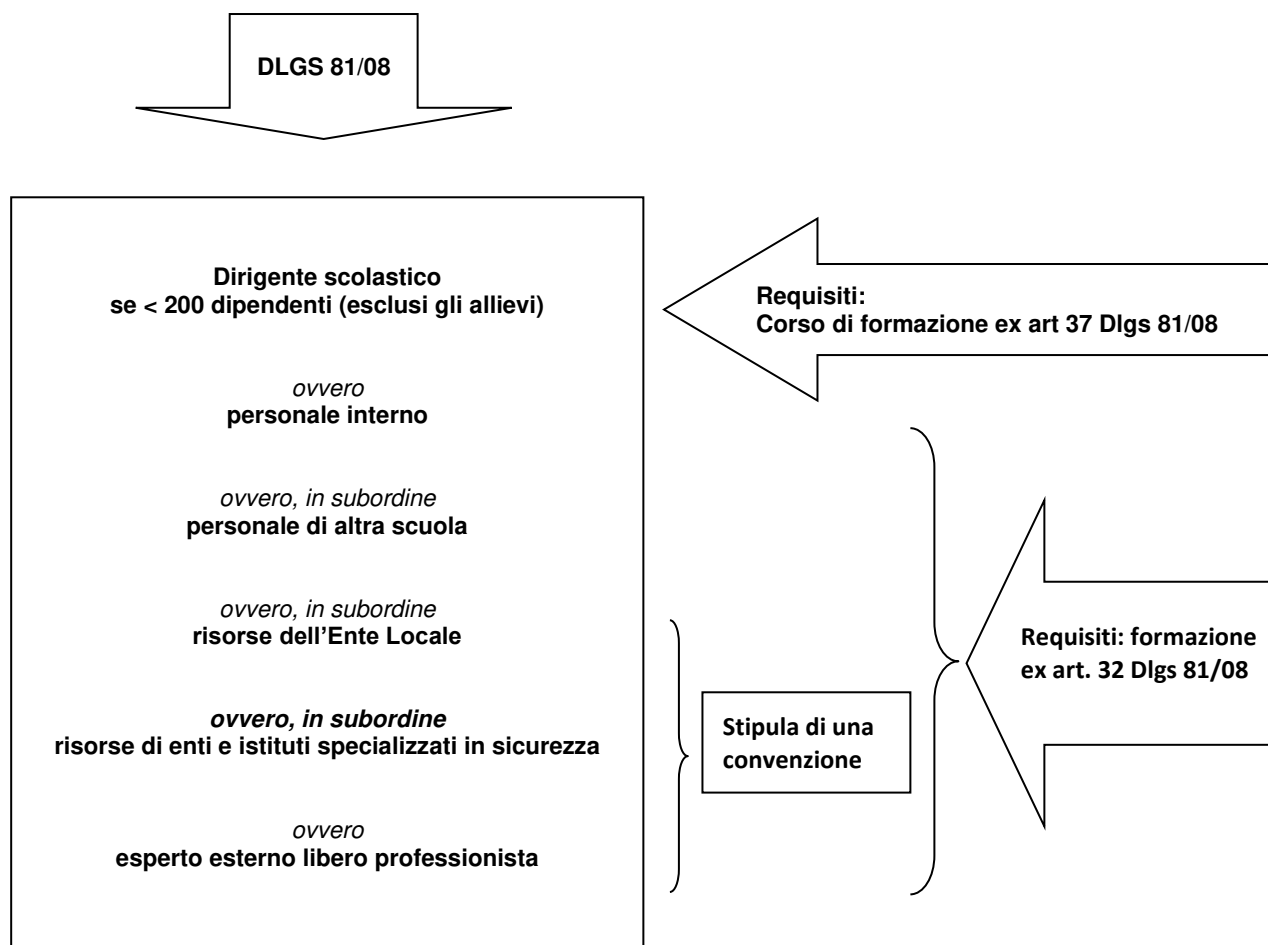 DLGS 81/08
Dirigente scolastico
se < 200 dipendenti (esclusi gli allievi)
Requisiti:
Corso di formazione ex art 37 Dlgs 81/08
ovvero
personale interno
ovvero, in subordine
personale di altra scuola
ovvero, in subordine
risorse dell’Ente Locale
Requisiti: formazione
ex art. 32 Dlgs 81/08
ovvero, in subordine
risorse di enti e istituti specializzati in sicurezza
Stipula di una
convenzione
ovvero
esperto esterno libero professionista